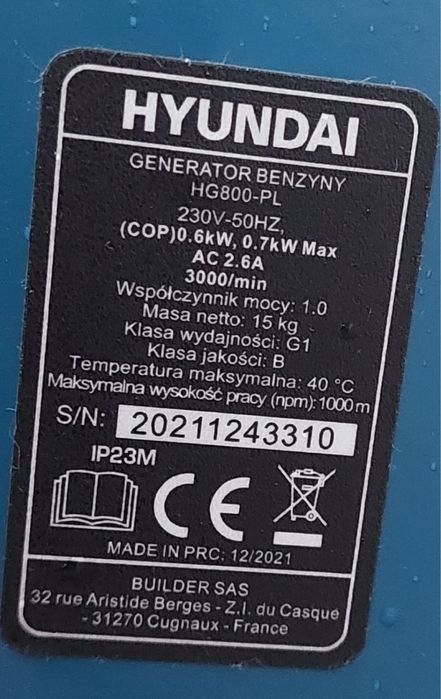 HYUNDAI
GENERATOR BENZYNY
HG800-PL
230V-50HZ,
(COP)0.6kW, 0.7kW Max
AC 2.6A
3000/min
Współczynnik mocy: 1.0
Masa netto: 15 kg
Klasa wydajności: G1
Klasa jakości: B
Temperatura maksymalna: 40 °C
Maksymalna wysokość pracy (npm): 1000 m
S/N: 20211243310
IP23M
CE
MADE IN PRC: 12/2021
BUILDER SAS
32 rue Aristide Berges - Z.I. du Casque
- 31270 Cugnaux - France